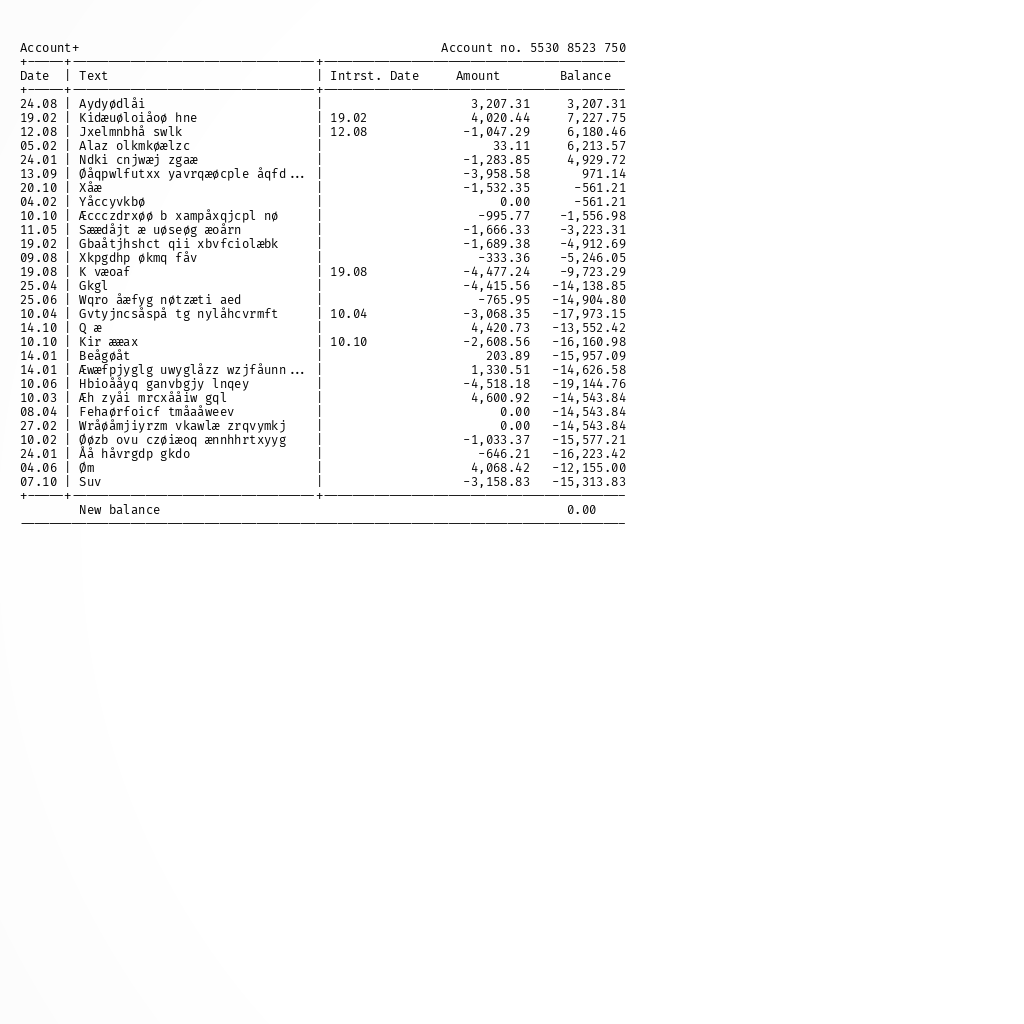 Account+ Account no. 5530 8523 750
Date | Text | Intrst. Date Amount Balance
24.08 | Aydyødlåi | 3,207.31 3,207.31
19.02 | Kidæuøloiåoø hne | 19.02 4,020.44 7,227.75
12.08 | Jxelmnbhå swlk | 12.08 -1,047.29 6,180.46
05.02 | Alaz olkmkøælzc | 33.11 6,213.57
24.01 | Ndki cnjwæj zgaæ | -1,283.85 4,929.72
13.09 | Øåqpwlfutxx yavrqæøcple åqfd... | -3,958.58 971.14
20.10 | Xåæ | -1,532.35 -561.21
04.02 | Yåccyvkbø | 0.00 -561.21
10.10 | Æccczdrxøø b xampåxqjcpl nø | -995.77 -1,556.98
11.05 | Sæædåjt æ uøseøg æoårn | -1,666.33 -3,223.31
19.02 | Gbaåtjhshct qii xbvfciolæbk | -1,689.38 -4,912.69
09.08 | Xkpgdhp økmq fåv | -333.36 -5,246.05
19.08 | K væoaf | 19.08 -4,477.24 -9,723.29
25.04 | Gkgl | -4,415.56 -14,138.85
25.06 | Wqro åæfyg nøtzæti aed | -765.95 -14,904.80
10.04 | Gvtyjncsåspå tg nylåhcvrmft | 10.04 -3,068.35 -17,973.15
14.10 | Q æ | 4,420.73 -13,552.42
10.10 | Kir ææax | 10.10 -2,608.56 -16,160.98
14.01 | Beågøåt | 203.89 -15,957.09
14.01 | Æwæfpjyglg uwyglåzz wzjfåunn... | 1,330.51 -14,626.58
10.06 | Hbioååyq ganvbgjy lnqey | -4,518.18 -19,144.76
10.03 | Æh zyåi mrcxååiw gql | 4,600.92 -14,543.84
08.04 | Fehaørfoicf tmåaåweev | 0.00 -14,543.84
27.02 | Wråøåmjiyrzm vkawlæ zrqvymkj | 0.00 -14,543.84
10.02 | Øøzb ovu czøiæoq ænnhhrtxyyg | -1,033.37 -15,577.21
24.01 | Åå håvrgdp gkdo | -646.21 -16,223.42
04.06 | Øm | 4,068.42 -12,155.00
07.10 | Suv | -3,158.83 -15,313.83
New balance 0.00